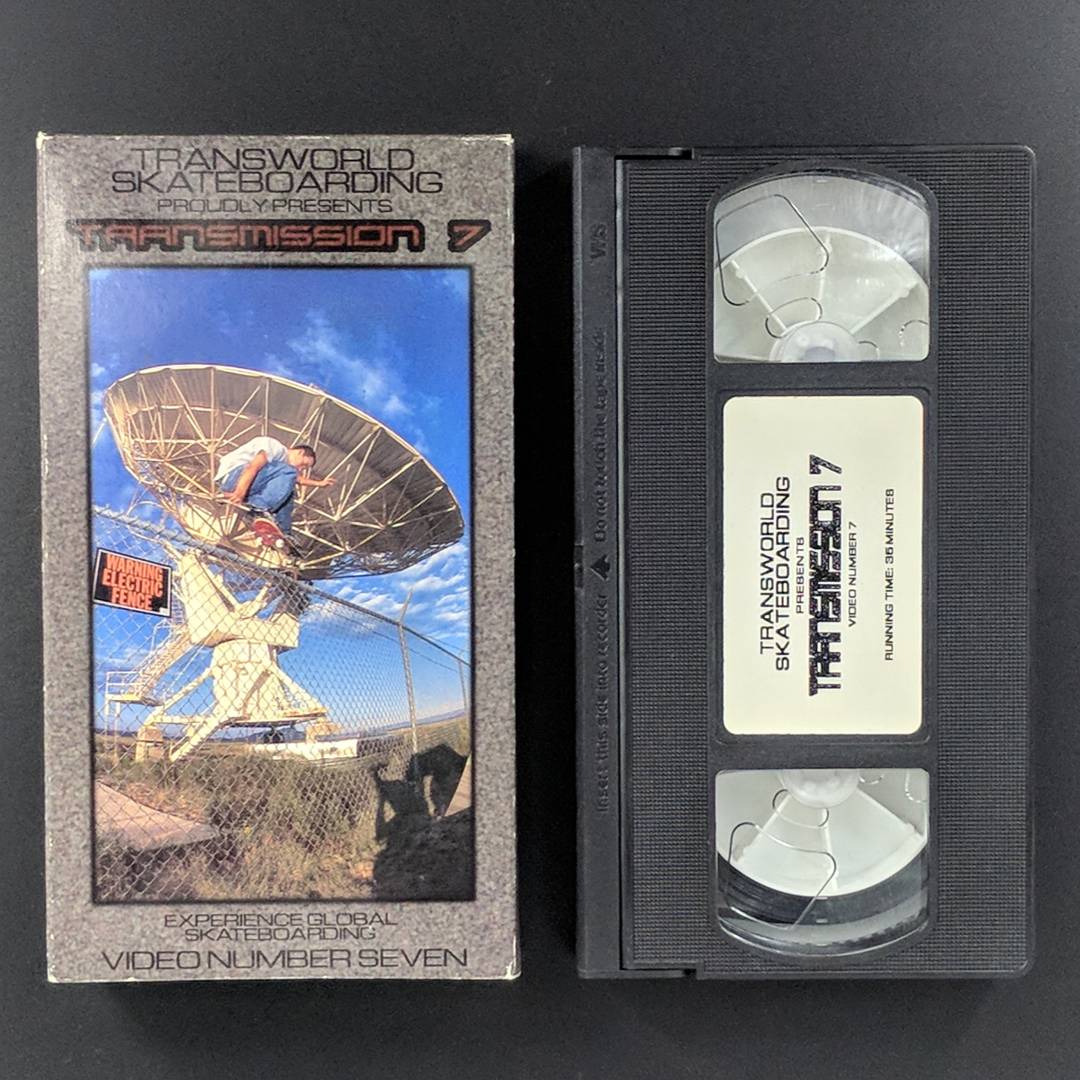 TRANSWORLD
SKATEBOARDING
PROUDLY PRESENTS
TRANSMISSION 7
WARNING
ELECTRIC
FENCE
EXPERIENCE GLOBAL
SKATEBOARDING
VIDEO NUMBER SEVEN
VHS
Insert this side into recorder ▲ Do not touch the tape inside
TRANSWORLD
SKATEBOARDING
PRESENTS
TRANSMISSION 7
VIDEO NUMBER 7
RUNNING TIME: 35 MINUTES